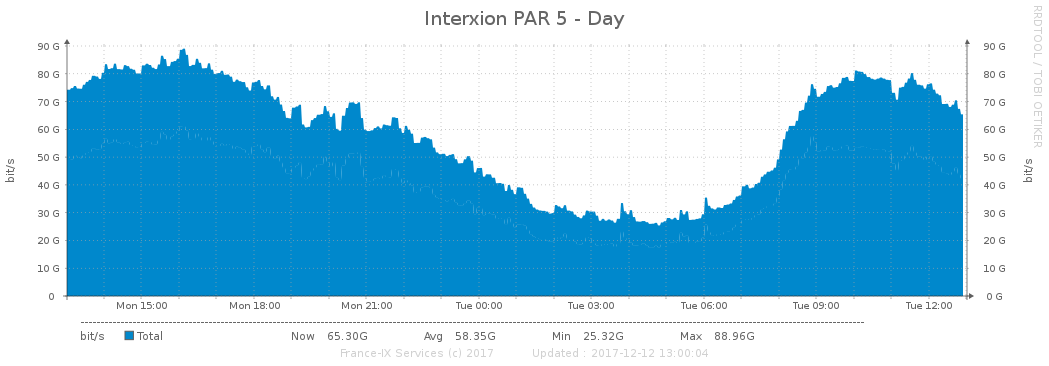 Interxion PAR 5 - Day
RRDTOOL / TOBI OETIKER
bit/s
90 G
80 G
70 G
60 G
50 G
40 G
30 G
20 G
10 G
0
90 G
80 G
70 G
60 G
50 G
40 G
30 G
20 G
10 G
0 G
bit/s
Mon 15:00 Mon 18:00 Mon 21:00 Tue 00:00 Tue 03:00 Tue 06:00 Tue 09:00 Tue 12:00
bit/s Total Now 65.30G Avg 58.35G Min 25.32G Max 88.96G
France-IX Services (c) 2017 Updated : 2017-12-12 13:00:04